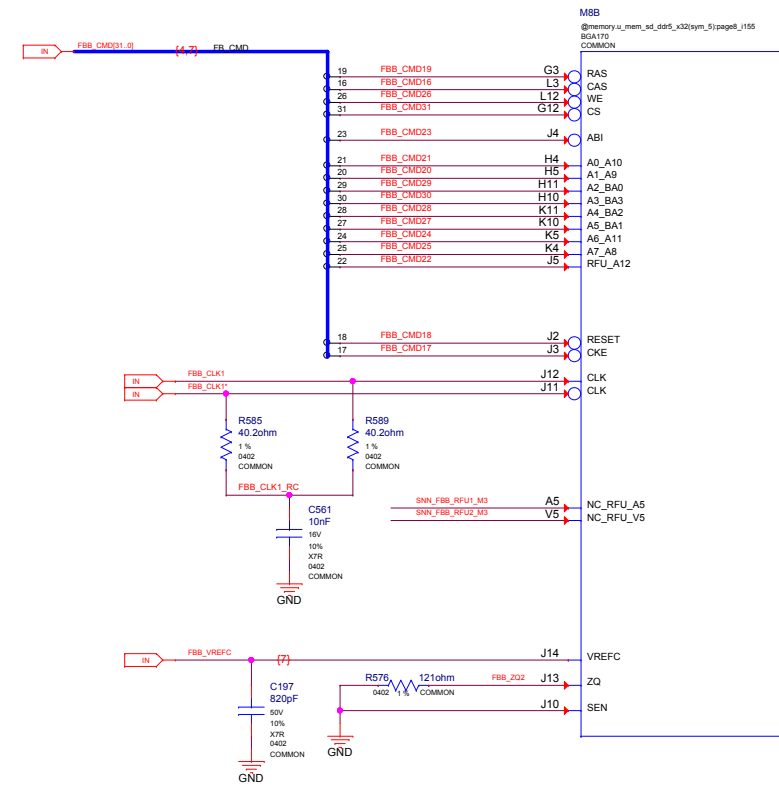 M8B
@memory.u_mem_sd_ddr5_x32(sym_5):page8_i155
BGA170
COMMON
IN FBB_CMD[31..0] {4,7} FB_CMD
19 FBB_CMD19 G3 RAS
16 FBB_CMD16 L3 CAS
26 FBB_CMD26 L12 WE
31 FBB_CMD31 G12 CS
23 FBB_CMD23 J4 ABI
21 FBB_CMD21 H4 A0_A10
20 FBB_CMD20 H5 A1_A9
29 FBB_CMD29 H11 A2_BA0
30 FBB_CMD30 H10 A3_BA3
28 FBB_CMD28 K11 A4_BA2
27 FBB_CMD27 K10 A5_BA1
24 FBB_CMD24 K5 A6_A11
25 FBB_CMD25 K4 A7_A8
22 FBB_CMD22 J5 RFU_A12
18 FBB_CMD18 J2 RESET
17 FBB_CMD17 J3 CKE
IN FBB_CLK1 J12 CLK
IN FBB_CLK1* J11 CLK
R585
40.2ohm
1 %
0402
COMMON
R589
40.2ohm
1 %
0402
COMMON
FBB_CLK1_RC
C561
10nF
16V
10%
X7R
0402
COMMON
GND
SNN_FBB_RFU1_M3 A5 NC_RFU_A5
SNN_FBB_RFU2_M3 V5 NC_RFU_V5
IN FBB_VREFC {7} J14 VREFC
R576 121ohm FBB_ZQ2 J13 ZQ
0402 1 % COMMON
J10 SEN
C197
820pF
50V
10%
X7R
0402
COMMON
GND
GND